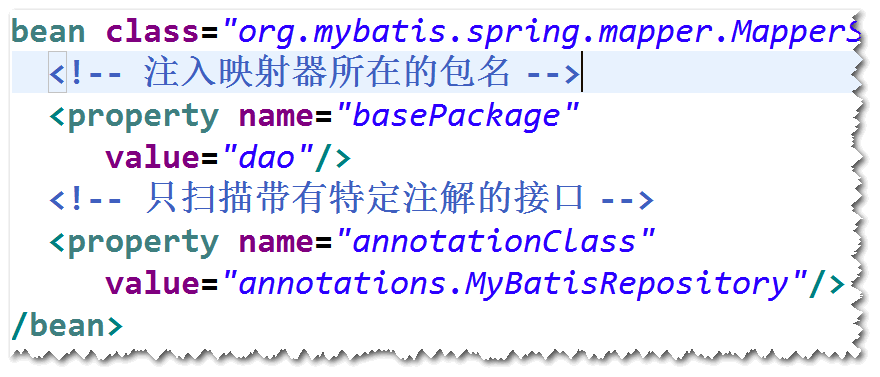 bean class="org.mybatis.spring.mapper.MapperS
<!-- 注入映射器所在的包名 -->
<property name="basePackage"
value="dao"/>
<!-- 只扫描带有特定注解的接口 -->
<property name="annotationClass"
value="annotations.MyBatisRepository"/>
/bean>